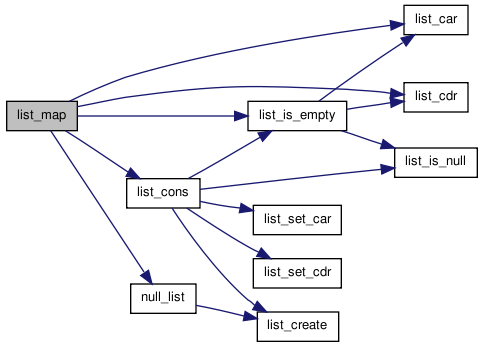 list_car
list_cdr
list_map
list_is_empty
list_is_null
list_cons
list_set_car
list_set_cdr
null_list
list_create